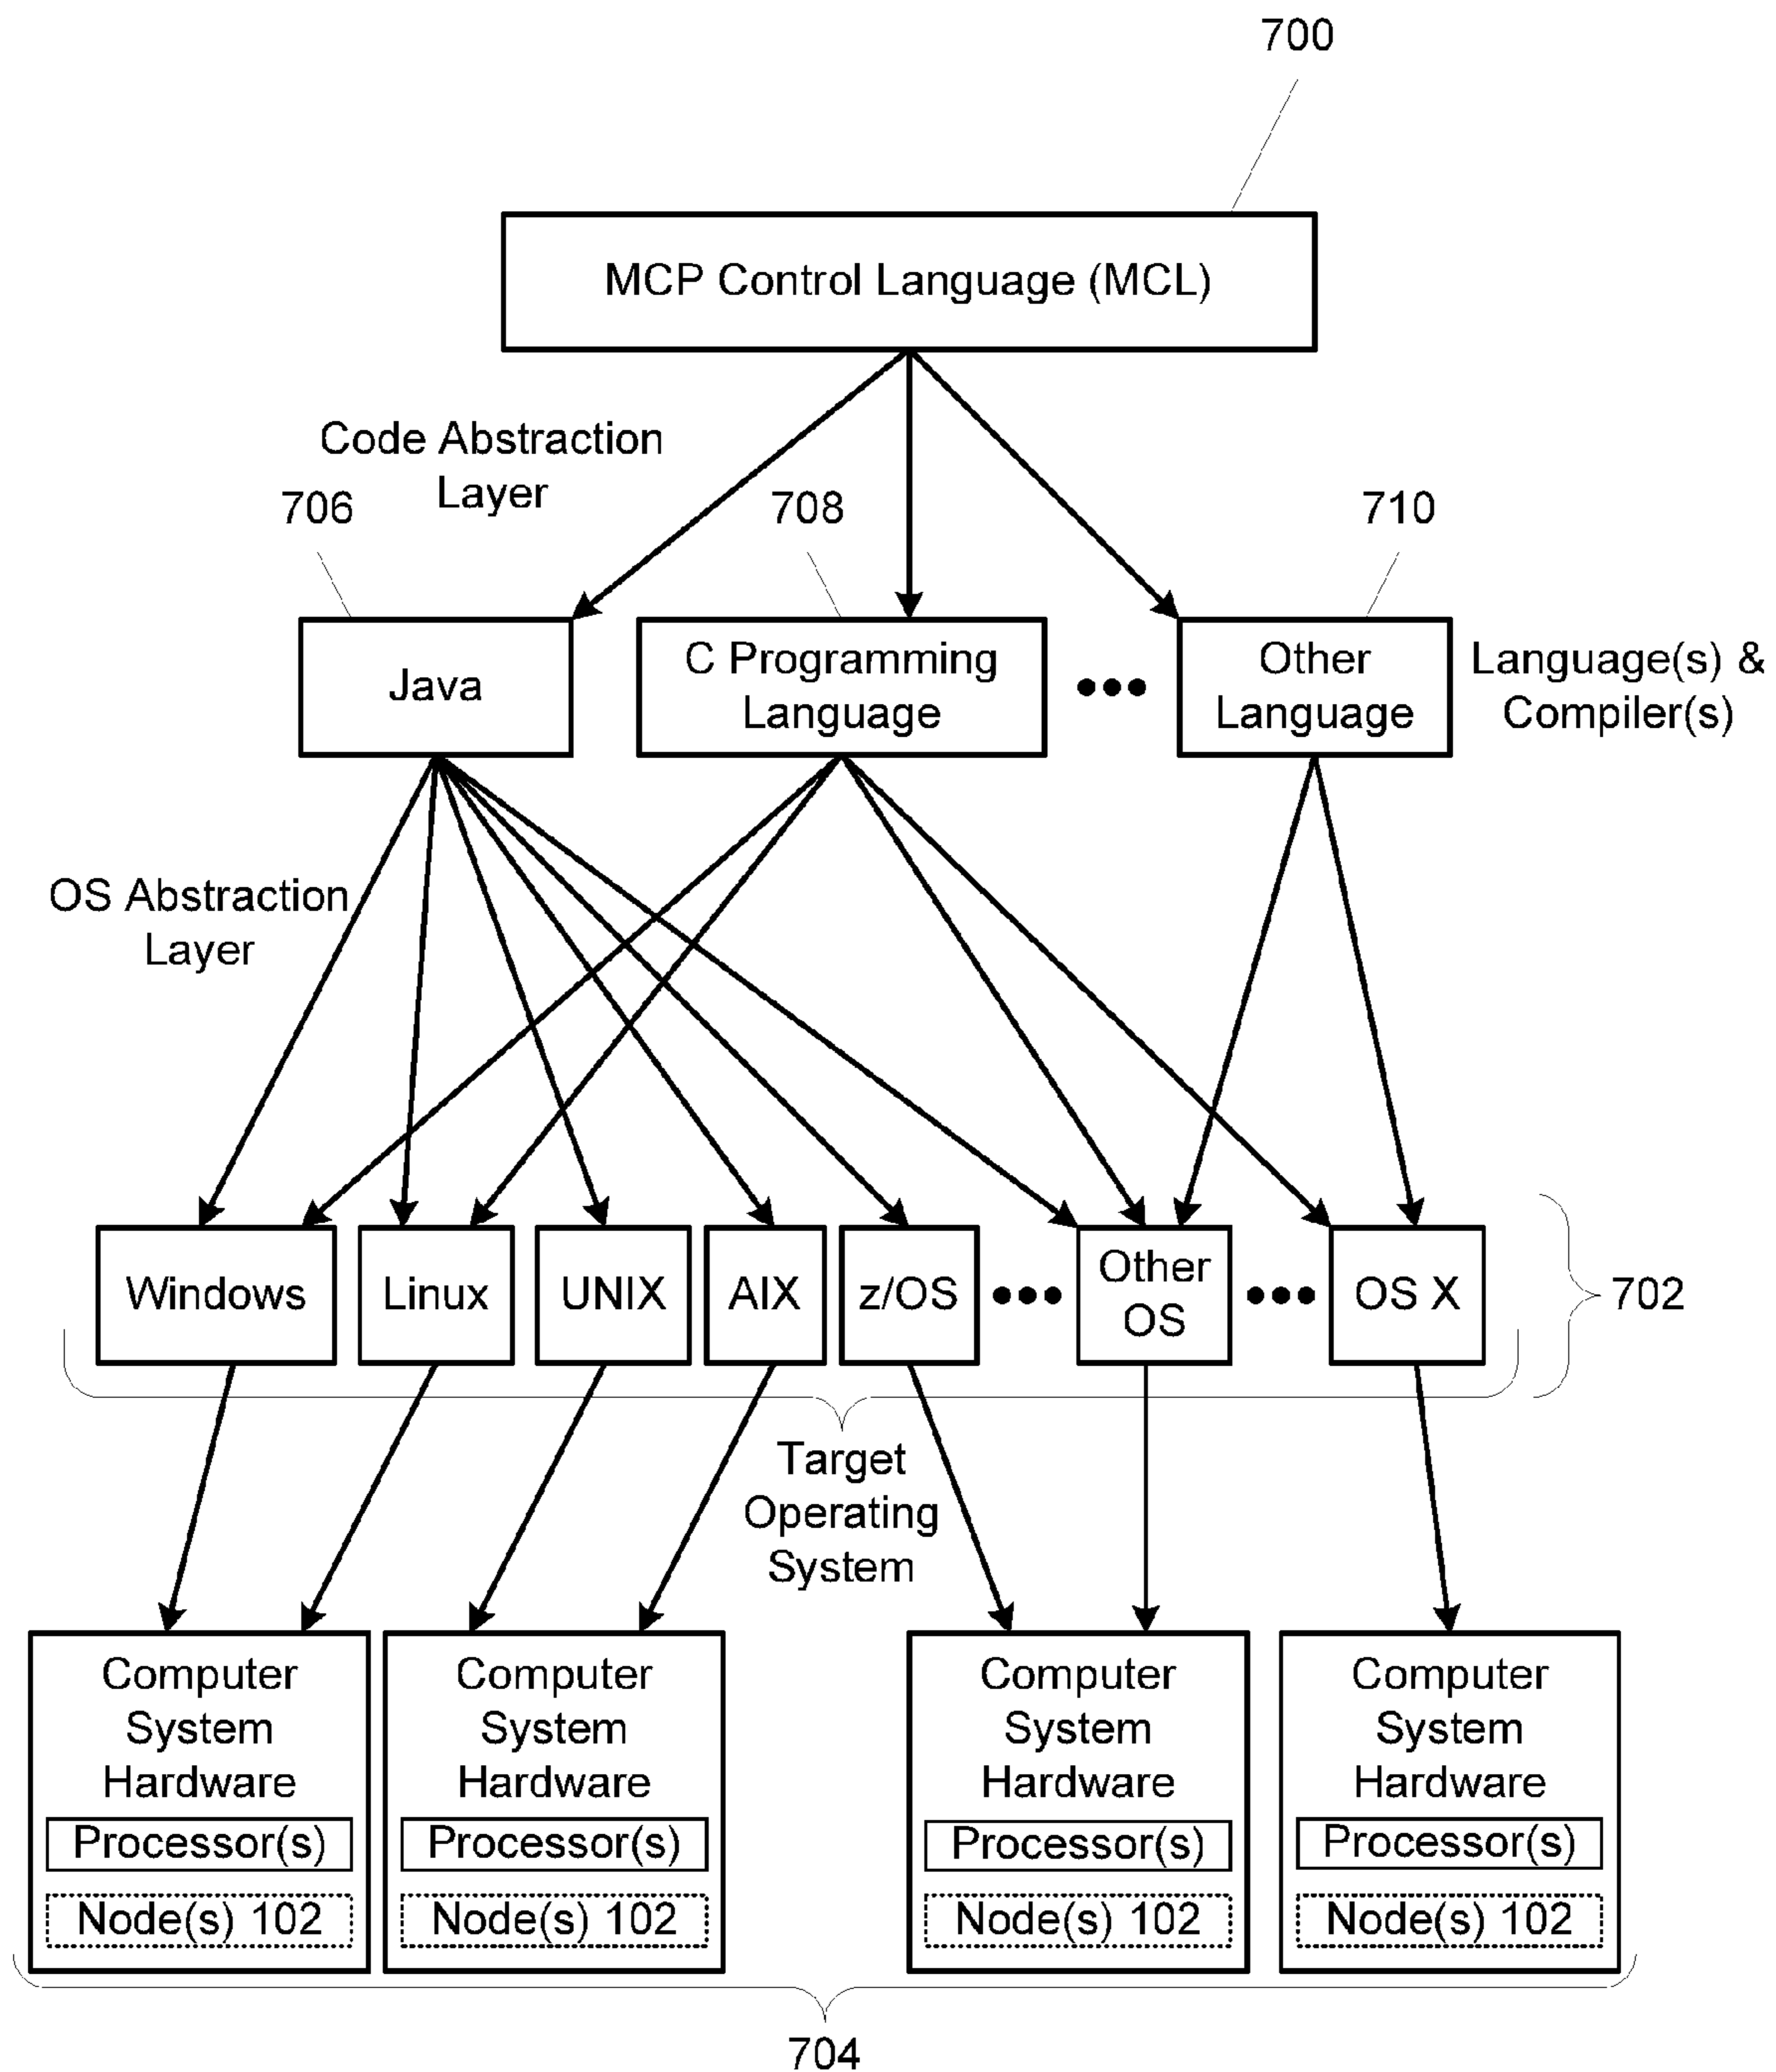 700
MCP Control Language (MCL)
Code Abstraction
Layer
706
708
710
Java
C Programming
Language
Other
Language
Language(s) &
Compiler(s)
OS Abstraction
Layer
Windows
Linux
UNIX
AIX
z/OS
Other
OS
OS X
702
Target
Operating
System
Computer
System
Hardware
Processor(s)
Node(s) 102
Computer
System
Hardware
Processor(s)
Node(s) 102
Computer
System
Hardware
Processor(s)
Node(s) 102
Computer
System
Hardware
Processor(s)
Node(s) 102
704